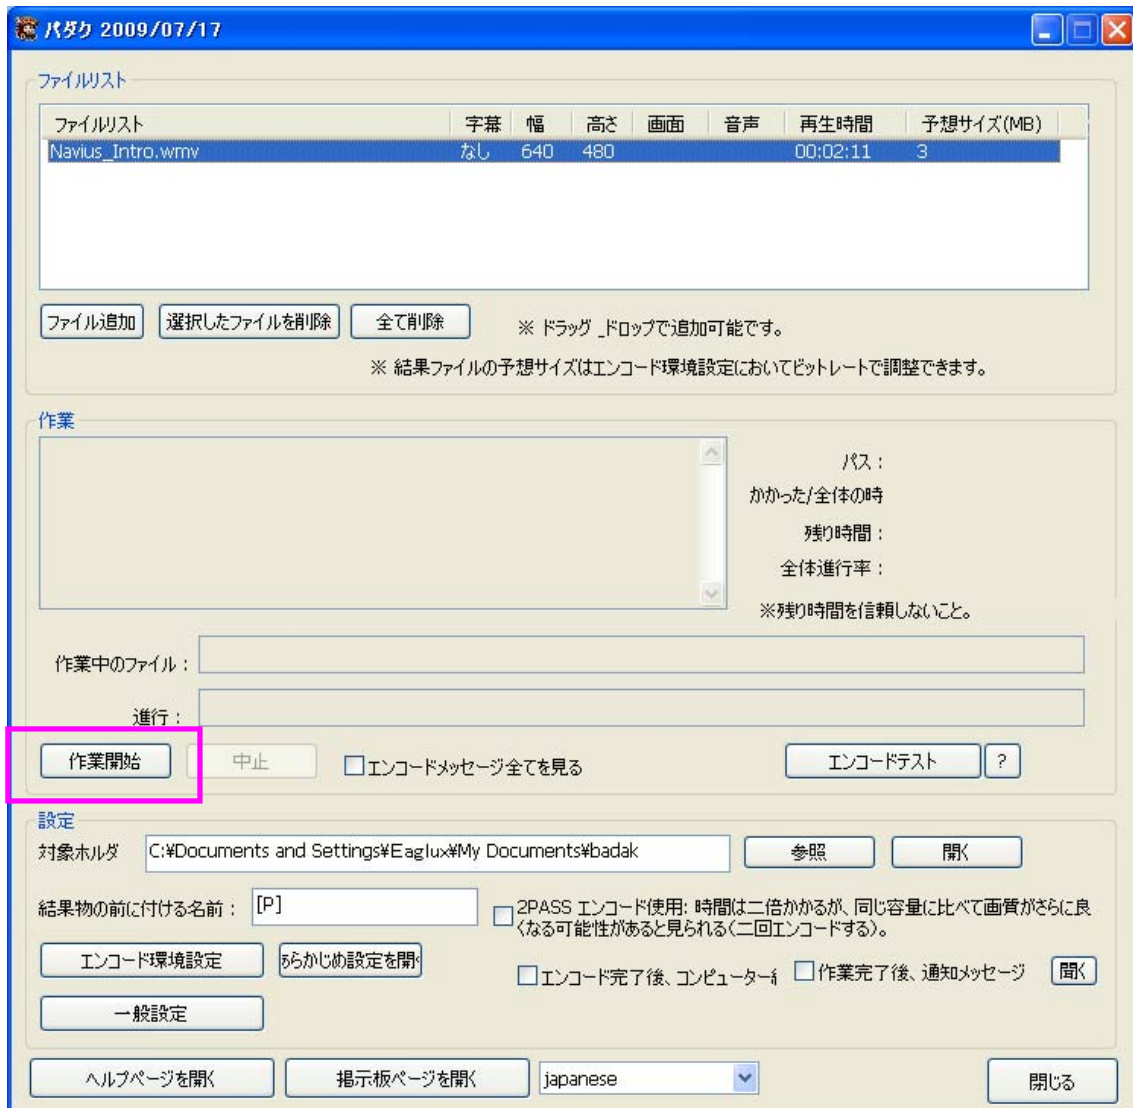 パダク 2009/07/17
ファイルリスト
ファイルリスト 字幕 幅 高さ 画面 音声 再生時間 予想サイズ(MB)
Navius_Intro.wmv なし 640 480 00:02:11 3
ファイル追加 選択したファイルを削除 全て削除 ※ ドラッグ _ドロップで追加可能です。
※ 結果ファイルの予想サイズはエンコード環境設定においてビットレートで調整できます。
作業
パス :
かかった/全体の時
残り時間 :
全体進行率 :
※残り時間を信頼しないこと。
作業中のファイル :
進行 :
作業開始 中止 エンコードメッセージ全てを見る エンコードテスト ?
設定
対象ホルダ C:¥Documents and Settings¥Eaglux¥My Documents¥badak 参照 開く
結果物の前に付ける名前 : [P] 2PASS エンコード使用: 時間は二倍かかるが、同じ容量に比べて画質がさらに良
くなる可能性があると見られる(二回エンコードする)。
エンコード環境設定 あらかじめ設定を開く
エンコード完了後、コンピューター 作業完了後、通知メッセージ 聞く
一般設定
ヘルプページを開く 掲示板ページを開く japanese 閉じる